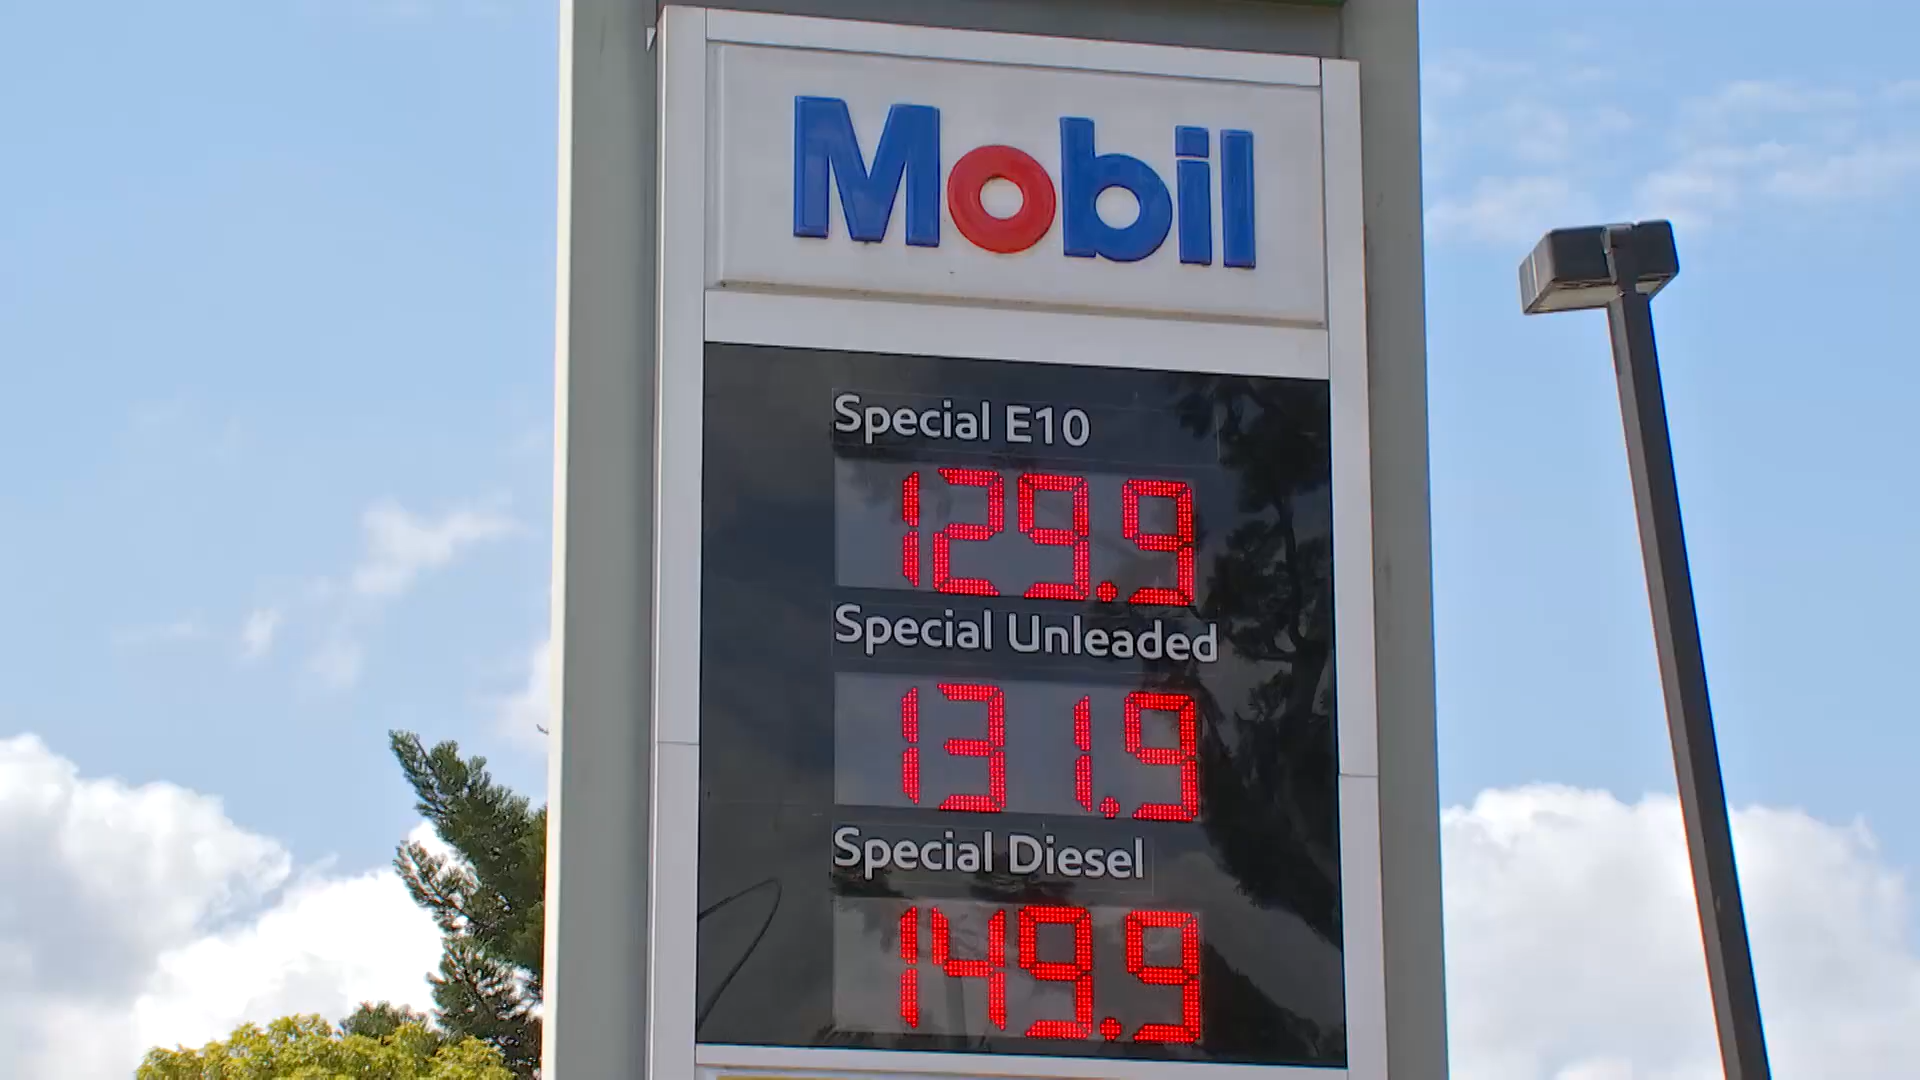 Mobil
Special E10
129.9
Special Unleaded
131.9
Special Diesel
149.9